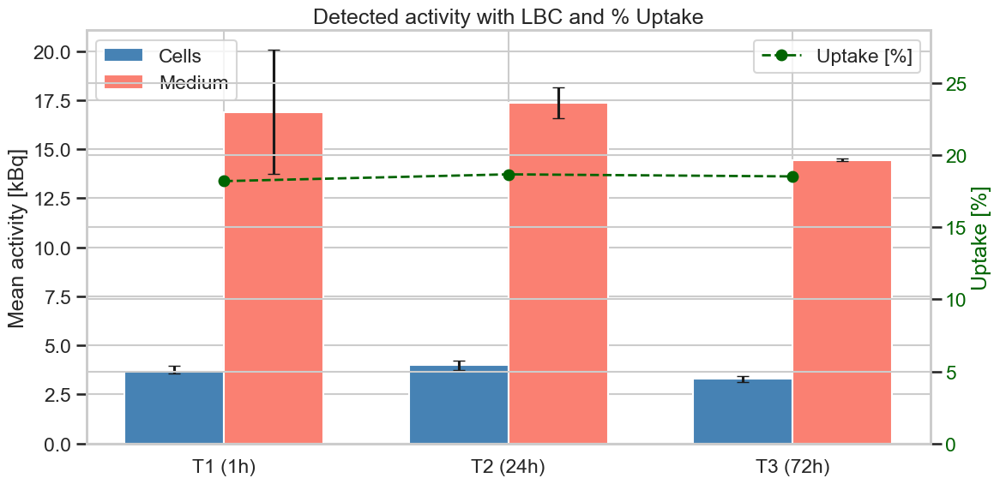 Detected activity with LBC and % Uptake
Cells
Medium
Uptake [%]
Mean activity [kBq]
20.0
17.5
15.0
12.5
10.0
7.5
5.0
2.5
0.0
25
20
15
10
5
0
Uptake [%]
T1 (1h)
T2 (24h)
T3 (72h)